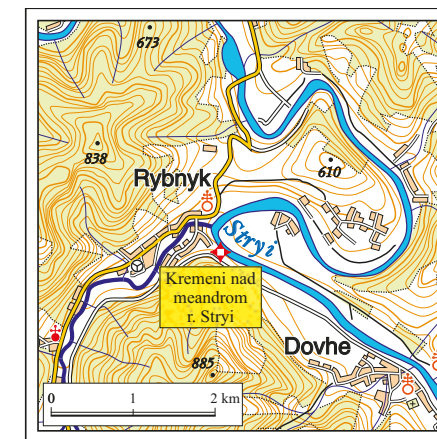 673
838
610
Rybnyk
Stryi
Kremeni nad
meandrom
r. Stryi
Dovhe
885
0 1 2 km